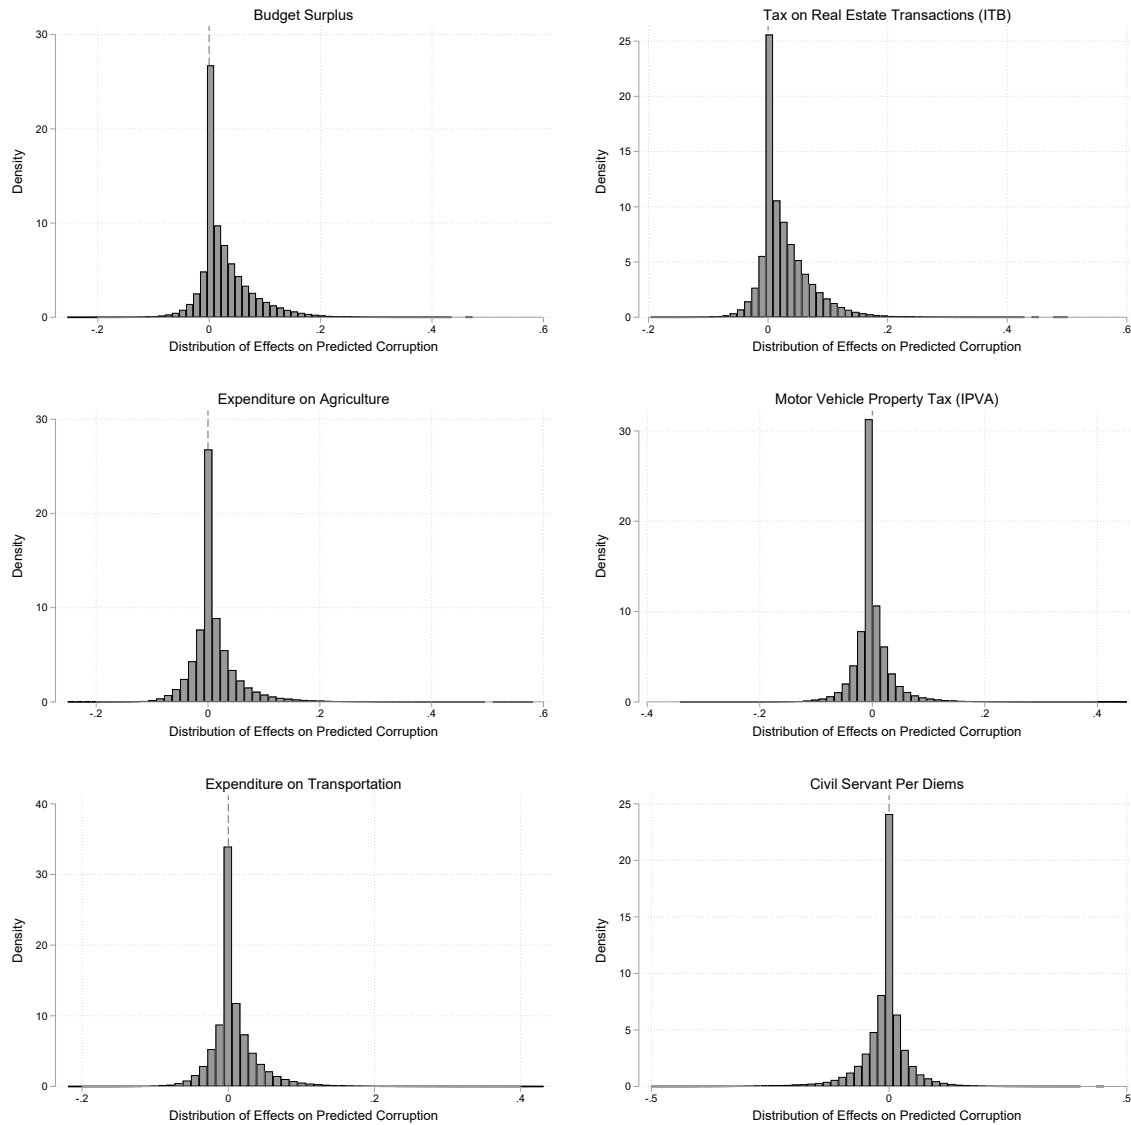 Budget Surplus
30
20
10
0
Density
-.2 0 .2 .4 .6
Distribution of Effects on Predicted Corruption
Tax on Real Estate Transactions (ITB)
25
20
15
10
5
0
Density
-.2 0 .2 .4 .6
Distribution of Effects on Predicted Corruption
Expenditure on Agriculture
30
20
10
0
Density
-.2 0 .2 .4 .6
Distribution of Effects on Predicted Corruption
Motor Vehicle Property Tax (IPVA)
30
20
10
0
Density
-.4 -.2 0 .2 .4
Distribution of Effects on Predicted Corruption
Expenditure on Transportation
40
30
20
10
0
Density
-.2 0 .2 .4
Distribution of Effects on Predicted Corruption
Civil Servant Per Diems
25
20
15
10
5
0
Density
-.5 0 .5
Distribution of Effects on Predicted Corruption